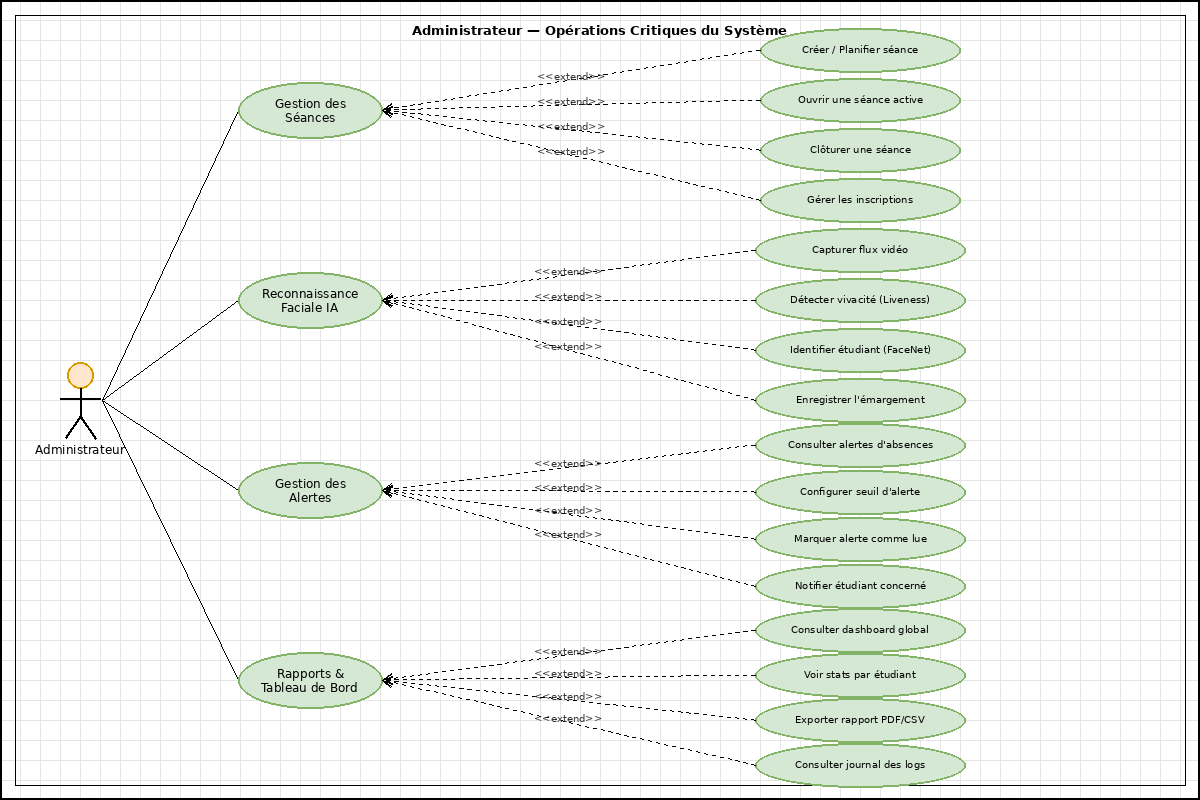 Administrateur — Opérations Critiques du Système
Créer / Planifier séance
<<extend>>
Gestion des
Séances
Ouvrir une séance active
<<extend>>
Clôturer une séance
<<extend>>
Gérer les inscriptions
<<extend>>
Capturer flux vidéo
<<extend>>
Reconnaissance
Faciale IA
Détecter vivacité (Liveness)
<<extend>>
Identifier étudiant (FaceNet)
<<extend>>
Enregistrer l'émargement
<<extend>>
Administrateur
Consulter alertes d'absences
<<extend>>
Gestion des
Alertes
Configurer seuil d'alerte
<<extend>>
Marquer alerte comme lue
<<extend>>
Notifier étudiant concerné
<<extend>>
Consulter dashboard global
<<extend>>
Rapports &
Tableau de Bord
Voir stats par étudiant
<<extend>>
Exporter rapport PDF/CSV
<<extend>>
Consulter journal des logs
<<extend>>